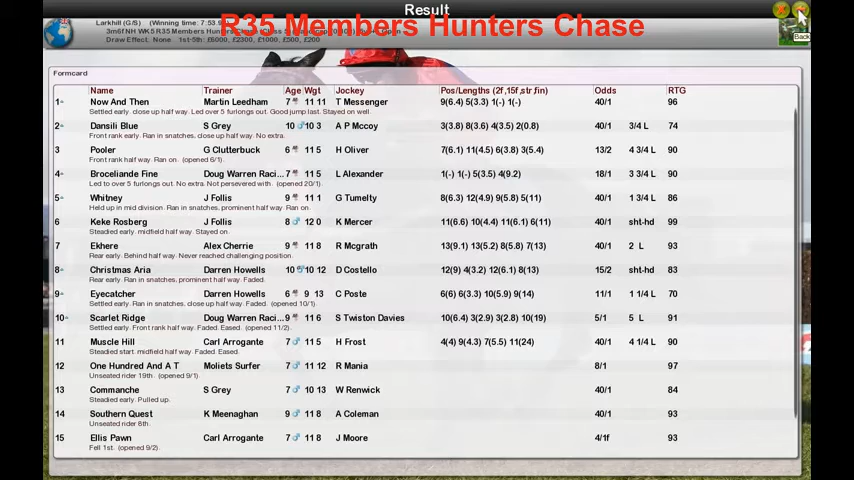 Result
Larkhill (G/S) (Winning time: 7:53.9
R35 Members Hunters Chase
3m6f NH WK5 R35 Members Hun
Draw Effect. None. 1st-5th: £6000, £2300, £1000, £500, £200
Back
Formcard
Name Trainer Age Wgt Jockey Pos/Lengths (2f,15f,str,fin) Odds RTG
1 Now And Then Martin Leedham 7 11 11 T Messenger 9(6.4) 5(3.3) 1(-) 1(-) 40/1 96
Settled early. close up half way. Led over 5 furlongs out. Good jump last. Stayed on well.
2 Dansili Blue S Grey 10 10 3 A P Mccoy 3(3.8) 8(3.6) 4(3.5) 2(0.8) 40/1 3/4 L 74
Front rank early. Ran in snatches, close up half way. No extra.
3 Pooler G Clutterbuck 6 11 5 H Oliver 7(6.1) 11(4.5) 6(3.8) 3(5.4) 13/2 4 3/4 L 90
Front rank half way. Ran on. (opened 6/1).
4 Broceliande Fine Doug Warren Raci... 7 11 5 L Alexander 1(-) 1(-) 5(3.5) 4(9.2) 18/1 3 3/4 L 90
Led to over 5 furlongs out. No extra. Not persevered with. (opened 20/1).
5 Whitney J Follis 9 11 1 G Tumelty 8(6.3) 12(4.9) 9(5.8) 5(11) 40/1 1 3/4 L 86
Held up in mid division. Ran in snatches, prominent half way. Ran on.
6 Keke Rosberg J Follis 8 12 0 K Mercer 11(6.6) 10(4.4) 11(6.1) 6(11) 40/1 sht-hd 99
Steadied early. midfield half way. Stayed on.
7 Ekhere Alex Cherrie 9 11 8 R Mcgrath 13(9.1) 13(5.2) 8(5.8) 7(13) 40/1 2 L 93
Rear early. Behind half way. Never reached challenging position.
8 Christmas Aria Darren Howells 10 10 12 D Costello 12(9) 4(3.2) 12(6.1) 8(13) 15/2 sht-hd 83
Rear early. Ran in snatches, prominent half way. Faded.
9 Eyecatcher Darren Howells 6 9 13 C Poste 6(6) 6(3.3) 10(5.9) 9(14) 11/1 1 1/4 L 70
Settled early. Ran in snatches, close up half way. Faded. (opened 10/1).
10 Scarlet Ridge Doug Warren Raci... 9 11 6 S Twiston Davies 10(6.4) 3(2.9) 3(2.8) 10(19) 5/1 5 L 91
Settled early. Front rank half way. Faded. Eased. (opened 11/2).
11 Muscle Hill Carl Arrogante 7 11 5 H Frost 4(4) 9(4.3) 7(5.5) 11(24) 40/1 4 1/4 L 90
Steadied start. midfield half way. Faded. Eased.
12 One Hundred And A T Moliets Surfer 7 11 12 R Mania 8/1 97
Unseated rider 19th. (opened 9/1).
13 Commanche S Grey 7 10 13 W Renwick 40/1 84
Steadied early. Pulled up.
14 Southern Quest K Meenaghan 9 11 8 A Coleman 40/1 93
Unseated rider 8th.
15 Ellis Pawn Carl Arrogante 7 11 8 J Moore 4/1f 93
Fell 1st. (opened 9/2).